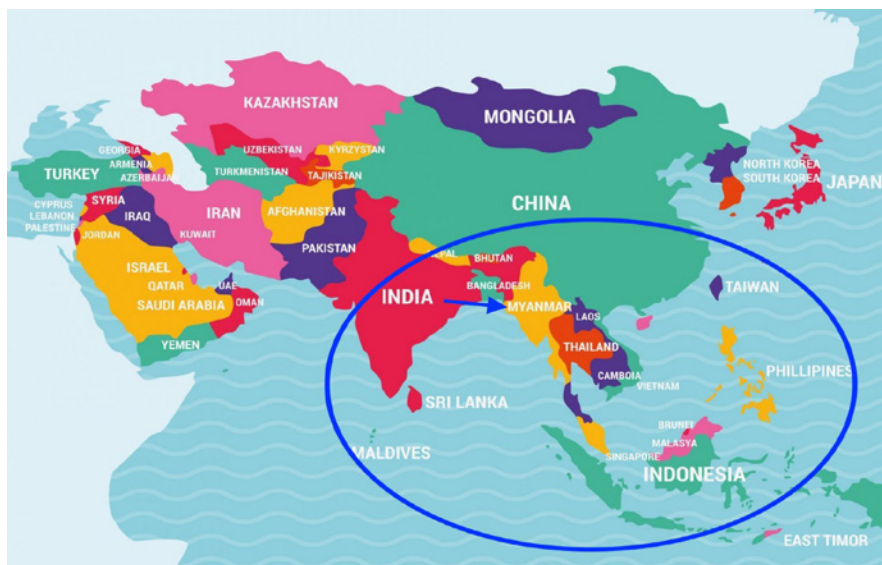 KAZAKHSTAN
MONGOLIA
GEORGIA
UZBEKISTAN
KYRZYSTAN
ARMENIA
TURKEY
TURKMENISTAN
TAJIKISTAN
AZERBAIJAN
NORTH KOREA
SOUTH KOREA
JAPAN
CYPRUS
SYRIA
LEBANON
IRAQ
IRAN
AFGHANISTAN
CHINA
PALESTINE
JORDAN
KUWAIT
PAKISTAN
NEPAL
BHUTAN
ISRAEL
QATAR
UAE
BANGLADESH
TAIWAN
SAUDI ARABIA
OMAN
INDIA
MYANMAR
LAOS
YEMEN
THAILAND
CAMBOIA
VIETNAM
PHILLIPINES
SRI LANKA
BRUNEI
MALDIVES
MALASYA
SINGAPORE
INDONESIA
EAST TIMOR